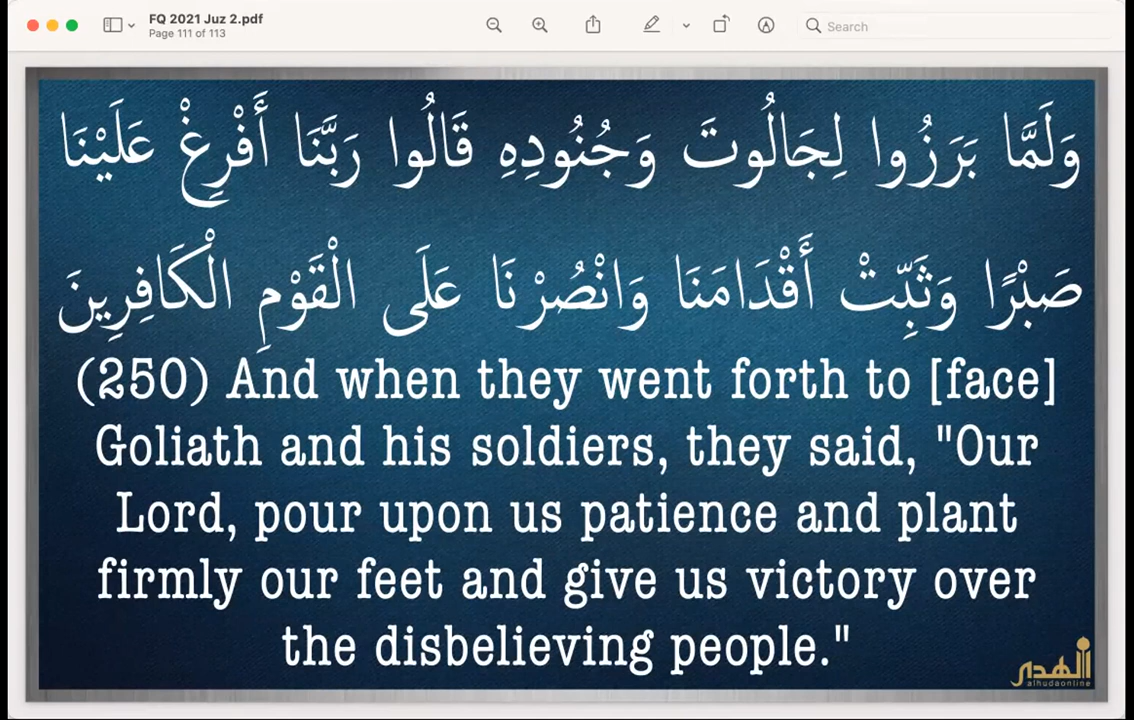 FQ 2021 Juz 2.pdf
Page 111 of 113
Search
وَلَمَّا بَرَزُوا لِجَالُوتَ وَجُنُودِهِ قَالُوا رَبَّنَا أَفْرِغْ عَلَيْنَا
صَبْرًا وَثَبِّتْ أَقْدَامَنَا وَانْصُرْنَا عَلَى الْقَوْمِ الْكَافِرِينَ
(250) And when they went forth to [face]
Goliath and his soldiers, they said, "Our
Lord, pour upon us patience and plant
firmly our feet and give us victory over
the disbelieving people."
الهدى
alhudaonline